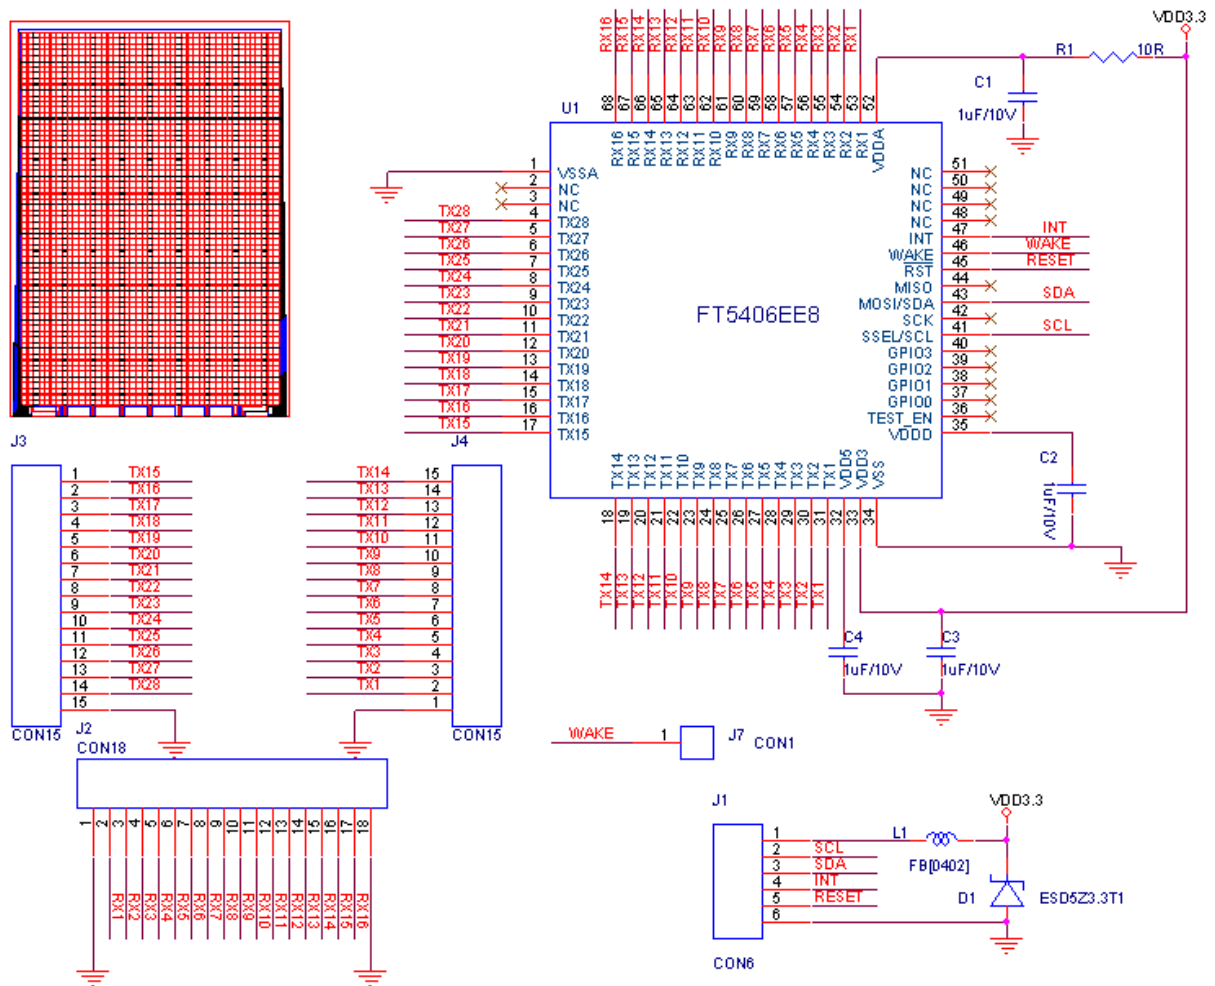 VDD3.3
RX16 RX15 RX14 RX13 RX12 RX11 RX10 RX9 RX8 RX7 RX6 RX5 RX4 RX3 RX2 RX1
R1 10R
C1
1uF/10V
68 67 66 65 64 63 62 61 60 59 58 57 56 55 54 53 52
U1
RX16 RX15 RX14 RX13 RX12 RX11 RX10 RX9 RX8 RX7 RX6 RX5 RX4 RX3 RX2 RX1 VDDA
1 VSSA
2 NC
3 NC
TX28 4 TX28
TX27 5 TX27
TX26 6 TX26
TX25 7 TX25
TX24 8 TX24
TX23 9 TX23
TX22 10 TX22
TX21 11 TX21
TX20 12 TX20
TX19 13 TX19
TX18 14 TX18
TX17 15 TX17
TX16 16 TX16
TX15 17 TX15
FT5406EE8
NC 51
NC 50
NC 49
NC 48
INT 47 INT
WAKE 46 WAKE
RST 45 RESET
MISO 44
MOSI/SDA 43 SDA
SCK 42
SSEL/SCL 41 SCL
GPIO3 40
GPIO2 39
GPIO1 38
GPIO0 37
TEST_EN 36
VDDD 35
TX14 TX13 TX12 TX11 TX10 TX9 TX8 TX7 TX6 TX5 TX4 TX3 TX2 TX1 VDD5 VDD3 VSS
18 19 20 21 22 23 24 25 26 27 28 29 30 31 32 33 34
TX14 TX13 TX12 TX11 TX10 TX9 TX8 TX7 TX6 TX5 TX4 TX3 TX2 TX1
C2
1uF/10V
C4
1uF/10V
C3
1uF/10V
J3
1 TX15
2 TX16
3 TX17
4 TX18
5 TX19
6 TX20
7 TX21
8 TX22
9 TX23
10 TX24
11 TX25
12 TX26
13 TX27
14 TX28
15
CON15
J4
TX14 15
TX13 14
TX12 13
TX11 12
TX10 11
TX9 10
TX8 9
TX7 8
TX6 7
TX5 6
TX4 5
TX3 4
TX2 3
TX1 2
1
CON15
J2
CON18
1 2 3 4 5 6 7 8 9 10 11 12 13 14 15 16 17 18
RX1 RX2 RX3 RX4 RX5 RX6 RX7 RX8 RX9 RX10 RX11 RX12 RX13 RX14 RX15 RX16
WAKE 1 J7 CON1
J1
VDD3.3
1 L1
2 SCL
3 SDA
4 INT
5 RESET
6
FB[0402]
D1 ESD5Z3.3T1
CON6